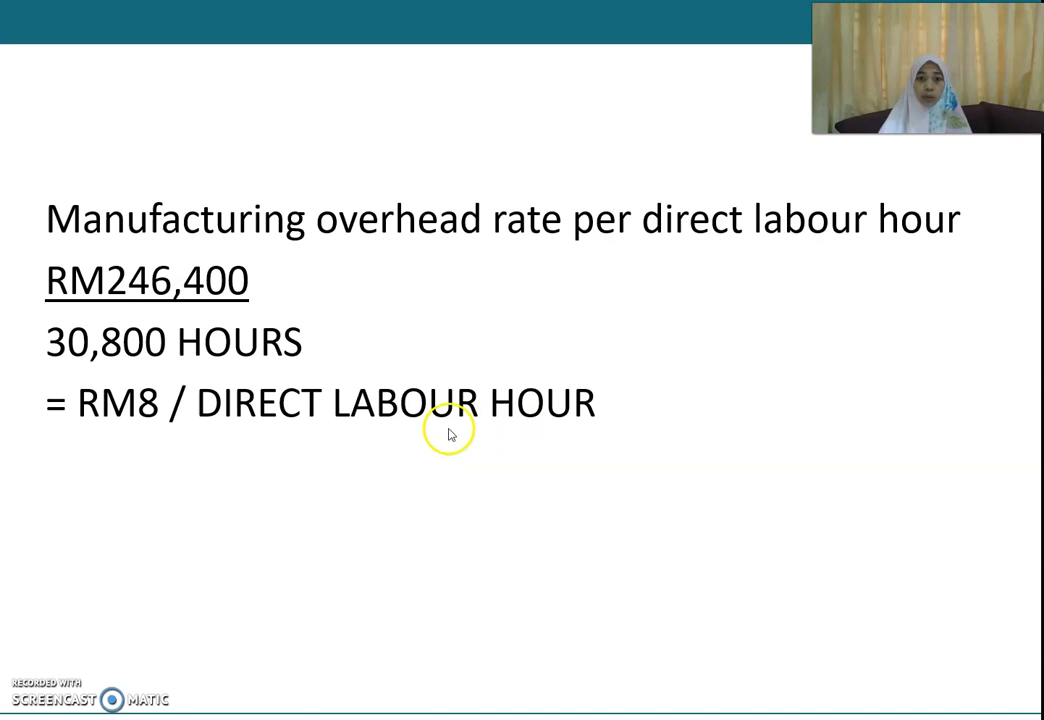 Manufacturing overhead rate per direct labour hour
RM246,400
30,800 HOURS
= RM8 / DIRECT LABOUR HOUR
RECORDED WITH
SCREENCAST MATIC